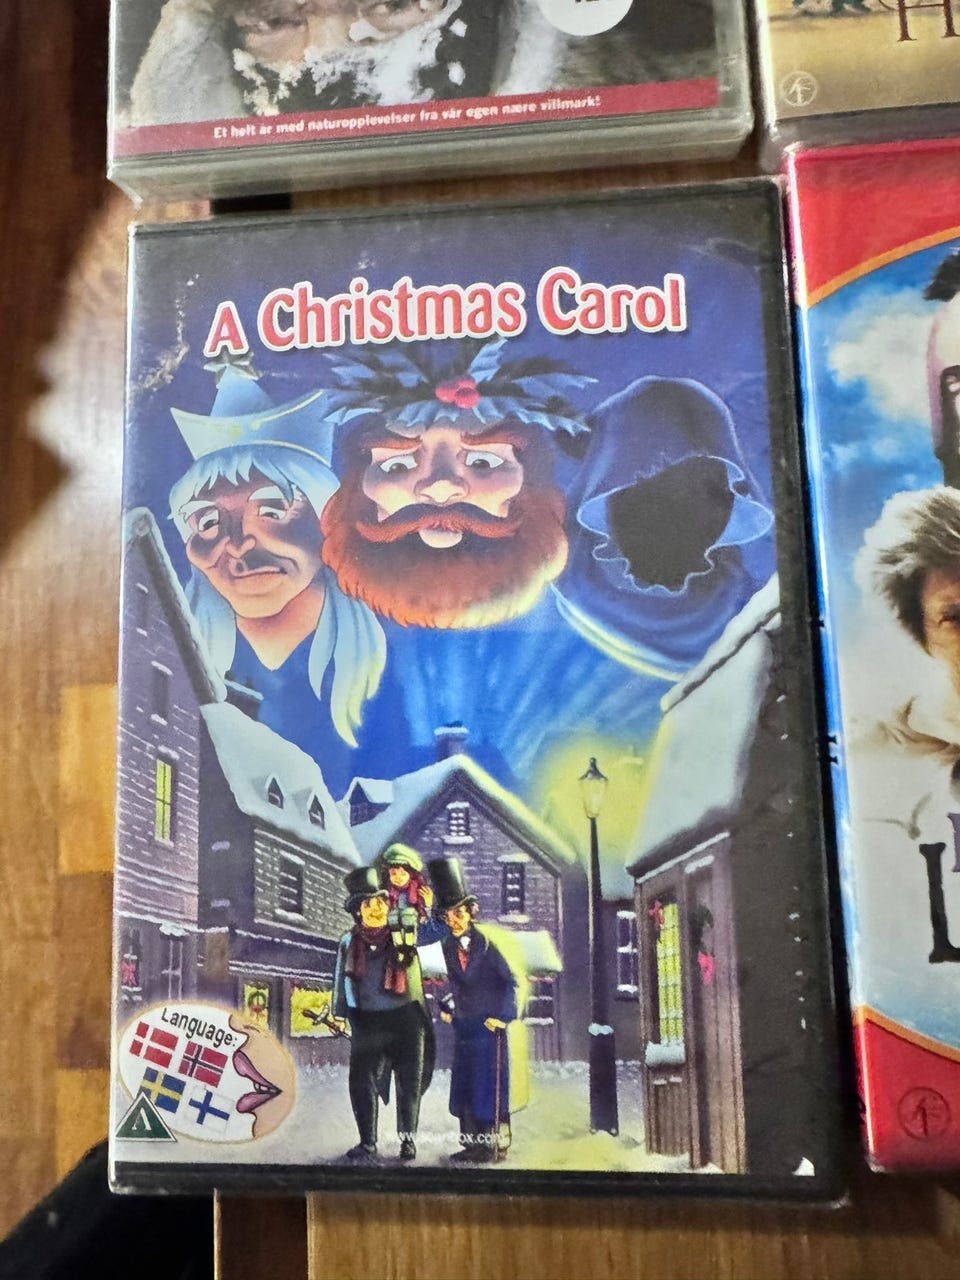 Et helt år med naturopplevelser fra vår egen nære villmark!
A Christmas Carol
Language:
A